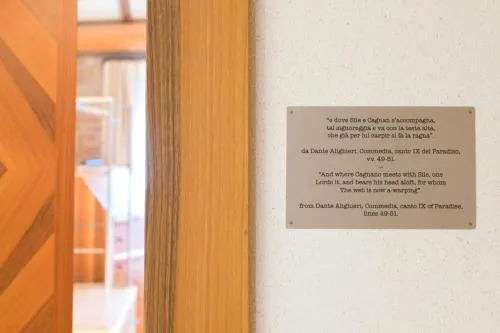 "e dove Sile e Cagnan s'accompagna,
tal signoreggia e va con la testa alta,
che già per lui carpir si fa la ragna".
da Dante Alighieri, Commedia, canto IX del Paradiso,
vv. 49-51.
—
"And where Cagnano meets with Sile, one
Lords it, and bears his head aloft, for whom
The web is now a-warping"
from Dante Alighieri, Commedia, canto IX of Paradise,
lines 49-51.